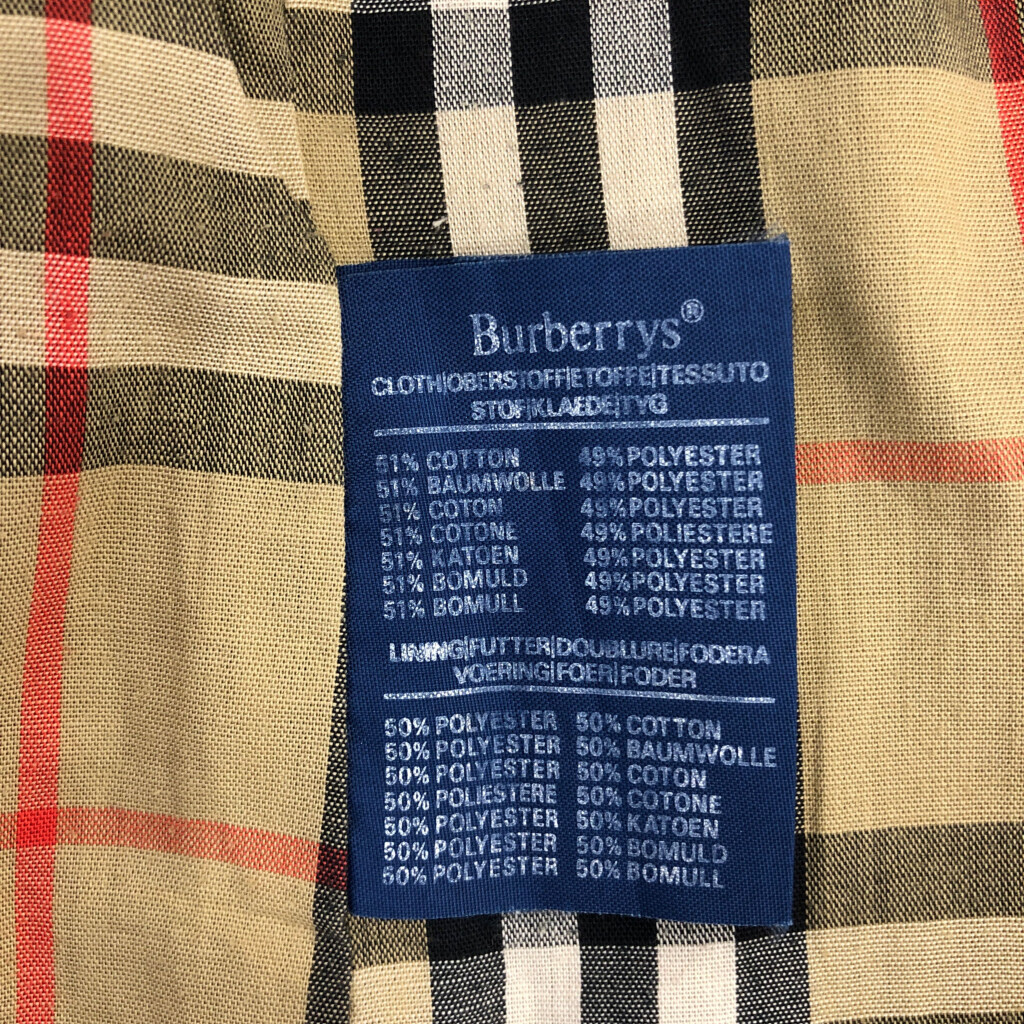 Burberrys®
CLOTH|OBERSTOFF|ETOFFE|TESSUTO
STOF|KLAEDE|TYG
51% COTTON 49% POLYESTER
51% BAUMWOLLE 49% POLYESTER
51% COTON 49% POLYESTER
51% COTONE 49% POLIESTERE
51% KATOEN 49% POLYESTER
51% BOMULD 49% POLYESTER
51% BOMULL 49% POLYESTER
LINING|FUTTER|DOUBLURE|FODERA
VOERING|FOER|FODER
50% POLYESTER 50% COTTON
50% POLYESTER 50% BAUMWOLLE
50% POLYESTER 50% COTON
50% POLIESTERE 50% COTONE
50% POLYESTER 50% KATOEN
50% POLYESTER 50% BOMULD
50% POLYESTER 50% BOMULL